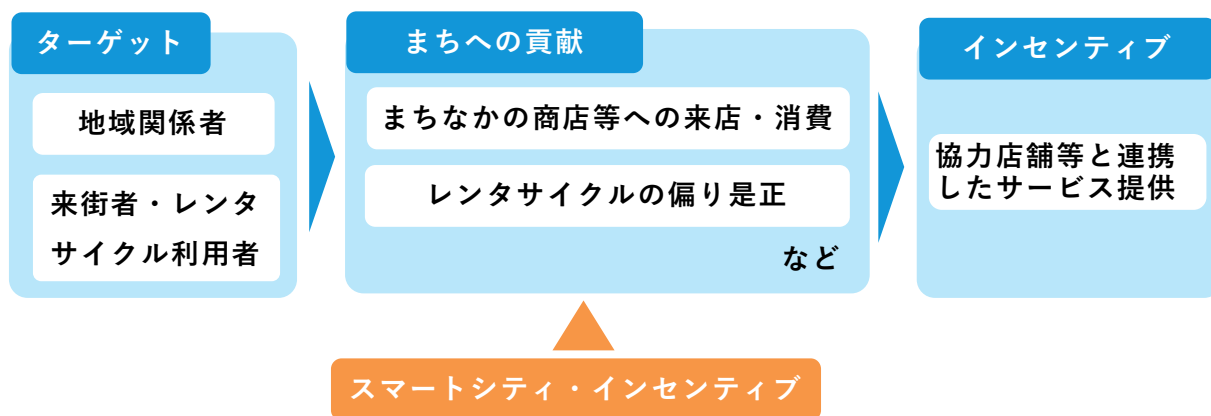 ターゲット
地域関係者
来街者・レンタ
サイクル利用者
まちへの貢献
まちなかの商店等への来店・消費
レンタサイクルの偏り是正
など
インセンティブ
協力店舗等と連携
したサービス提供
スマートシティ・インセンティブ